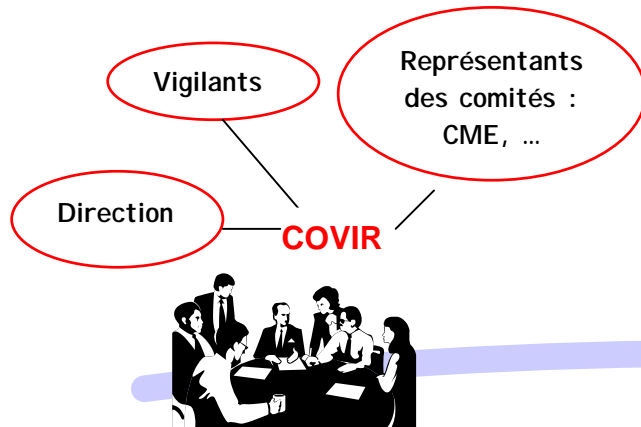 Vigilants
Représentants
des comités :
CME, …
Direction
COVIR